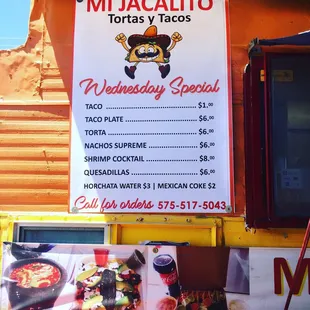 MI JACALITO
Tortas y Tacos
Wednesday Special
TACO ........ $1.00
TACO PLATE ........ $6.00
TORTA ........ $6.00
NACHOS SUPREME ........ $6.00
SHRIMP COCKTAIL ........ $8.00
QUESADILLAS ........ $6.00
HORCHATA WATER $3 | MEXICAN COKE $2
Call for orders 575-517-5043
M